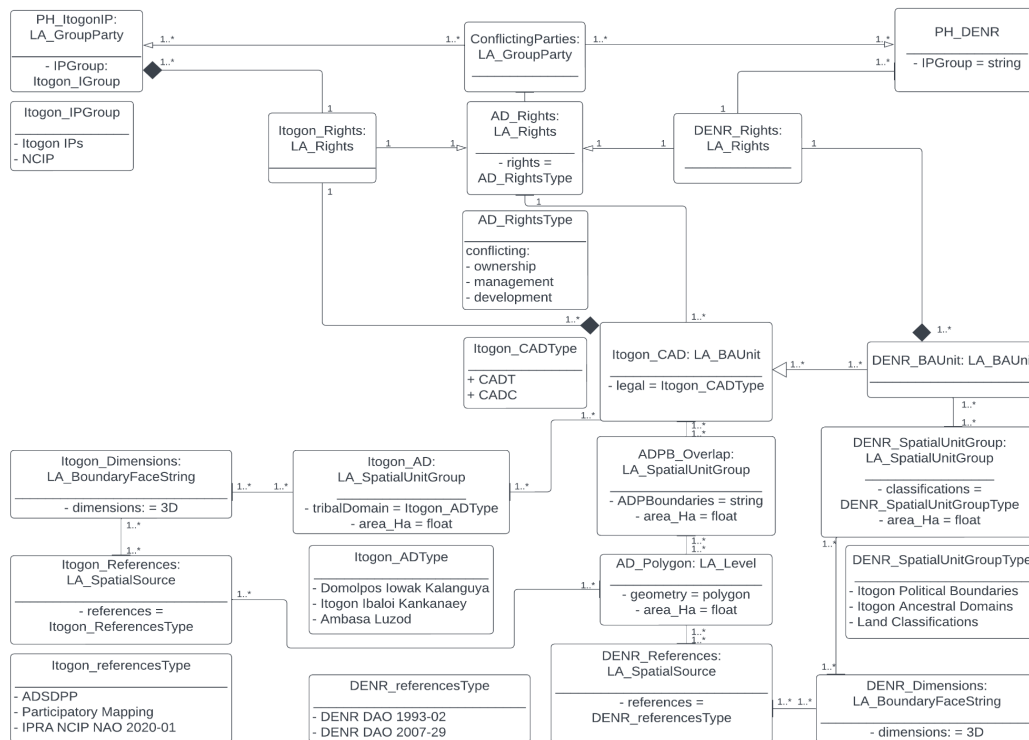 PH_ItogonIP:
LA_GroupParty
- IPGroup:
Itogon_IGroup
1..*
1..*
1..*
ConflictingParties:
LA_GroupParty
1..*
1..*
PH_DENR
- IPGroup = string
1..*
Itogon_IPGroup
- Itogon IPs
- NCIP
1
Itogon_Rights:
LA_Rights
1
1
1
AD_Rights:
LA_Rights
- rights =
AD_RightsType
1
1
1
1
DENR_Rights:
LA_Rights
1
AD_RightsType
conflicting:
- ownership
- management
- development
1..*
1..*
1..*
Itogon_CADType
+ CADT
+ CADC
Itogon_CAD: LA_BAUnit
- legal = Itogon_CADType
1..*
1..*
DENR_BAUnit: LA_BAUni
1..*
1..*
1..*
1..*
1..*
Itogon_Dimensions:
LA_BoundaryFaceString
- dimensions: = 3D
1..*
1..*
Itogon_AD:
LA_SpatialUnitGroup
- tribalDomain = Itogon_ADType
- area_Ha = float
1..*
ADPB_Overlap:
LA_SpatialUnitGroup
- ADPBoundaries = string
- area_Ha = float
DENR_SpatialUnitGroup:
LA_SpatialUnitGroup
- classifications =
DENR_SpatialUnitGroupType
- area_Ha = float
1..*
1..*
1..*
1..*
1..*
Itogon_References:
LA_SpatialSource
- references =
Itogon_ReferencesType
1..*
Itogon_ADType
- Domolpos Iowak Kalanguya
- Itogon Ibaloi Kankanaey
- Ambasa Luzod
1..*
AD_Polygon: LA_Level
- geometry = polygon
- area_Ha = float
DENR_SpatialUnitGroupType
- Itogon Political Boundaries
- Itogon Ancestral Domains
- Land Classifications
1..*
1..*
1..*
Itogon_referencesType
- ADSDPP
- Participatory Mapping
- IPRA NCIP NAO 2020-01
DENR_referencesType
- DENR DAO 1993-02
- DENR DAO 2007-29
DENR_References:
LA_SpatialSource
- references =
DENR_referencesType
1..*
1..*
DENR_Dimensions:
LA_BoundaryFaceString
- dimensions: = 3D